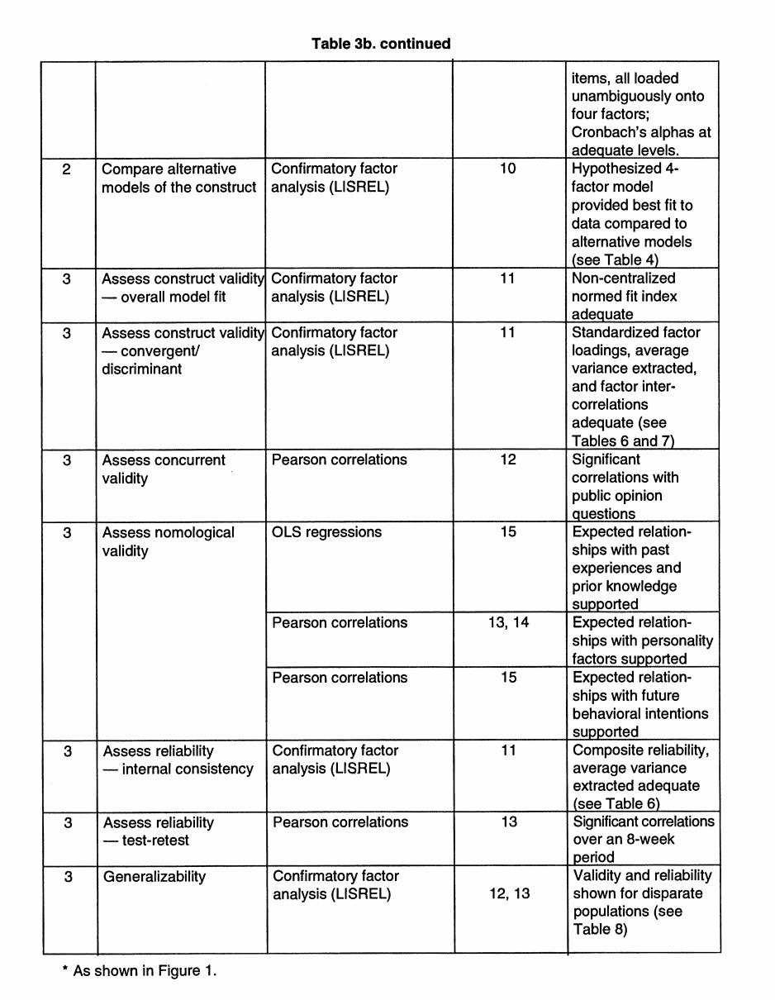 Table 3b. continued
items, all loaded
unambiguously onto
four factors;
Cronbach's alphas at
adequate levels.
2 Compare alternative Confirmatory factor 10 Hypothesized 4-
models of the construct analysis (LISREL) factor model
provided best fit to
data compared to
alternative models
(see Table 4)
3 Assess construct validity Confirmatory factor 11 Non-centralized
— overall model fit analysis (LISREL) normed fit index
adequate
3 Assess construct validity Confirmatory factor 11 Standardized factor
— convergent/ analysis (LISREL) loadings, average
discriminant variance extracted,
and factor inter-
correlations
adequate (see
Tables 6 and 7)
3 Assess concurrent Pearson correlations 12 Significant
validity correlations with
public opinion
questions
3 Assess nomological OLS regressions 15 Expected relation-
validity ships with past
experiences and
prior knowledge
supported
Pearson correlations 13, 14 Expected relation-
ships with personality
factors supported
Pearson correlations 15 Expected relation-
ships with future
behavioral intentions
supported
3 Assess reliability Confirmatory factor 11 Composite reliability,
— internal consistency analysis (LISREL) average variance
extracted adequate
(see Table 6)
3 Assess reliability Pearson correlations 13 Significant correlations
— test-retest over an 8-week
period
3 Generalizability Confirmatory factor Validity and reliability
analysis (LISREL) 12, 13 shown for disparate
populations (see
Table 8)
* As shown in Figure 1.